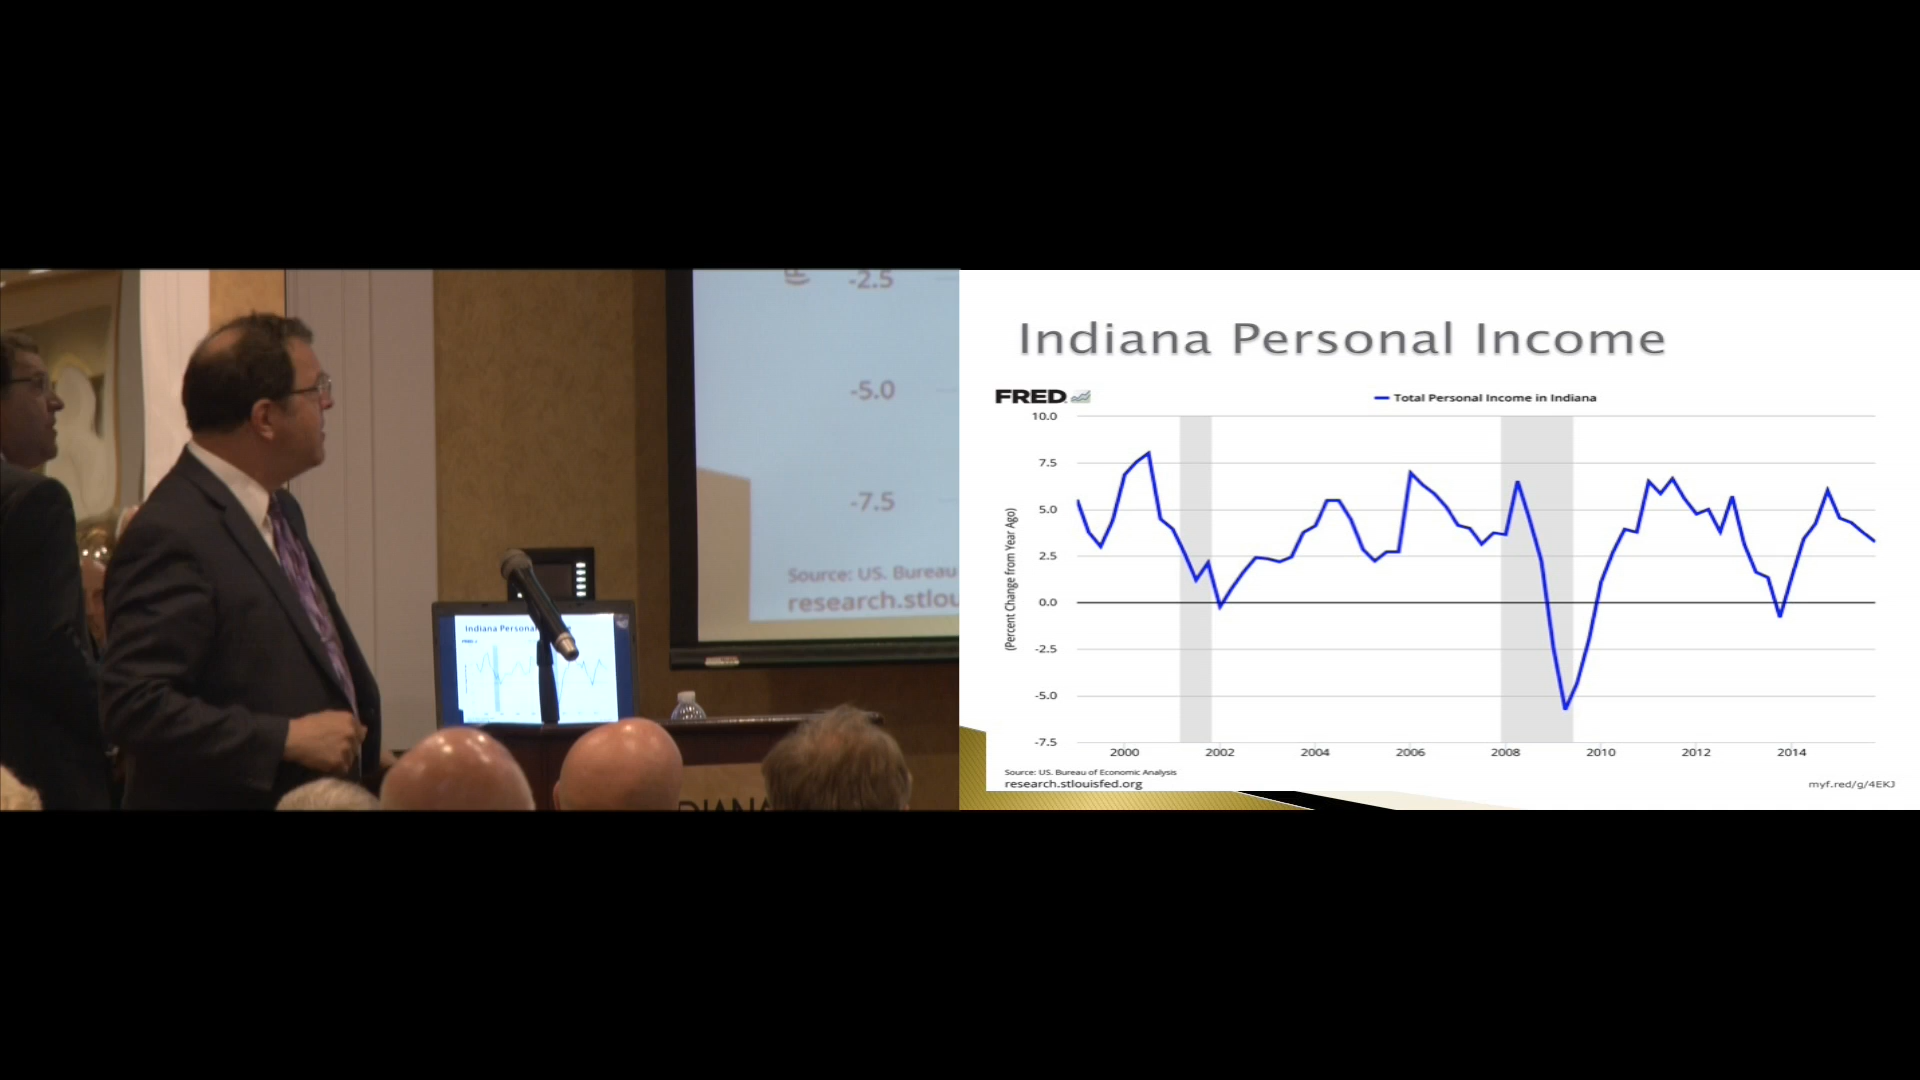 -2.5
-5.0
-7.5
Source: US. Bureau
research.stlou
Indiana Personal
DIANA
Indiana Personal Income
FRED
Total Personal Income in Indiana
(Percent Change from Year Ago)
10.0
7.5
5.0
2.5
0.0
-2.5
-5.0
-7.5
2000 2002 2004 2006 2008 2010 2012 2014
Source: US. Bureau of Economic Analysis
research.stlouisfed.org
myf.red/g/4EKJ